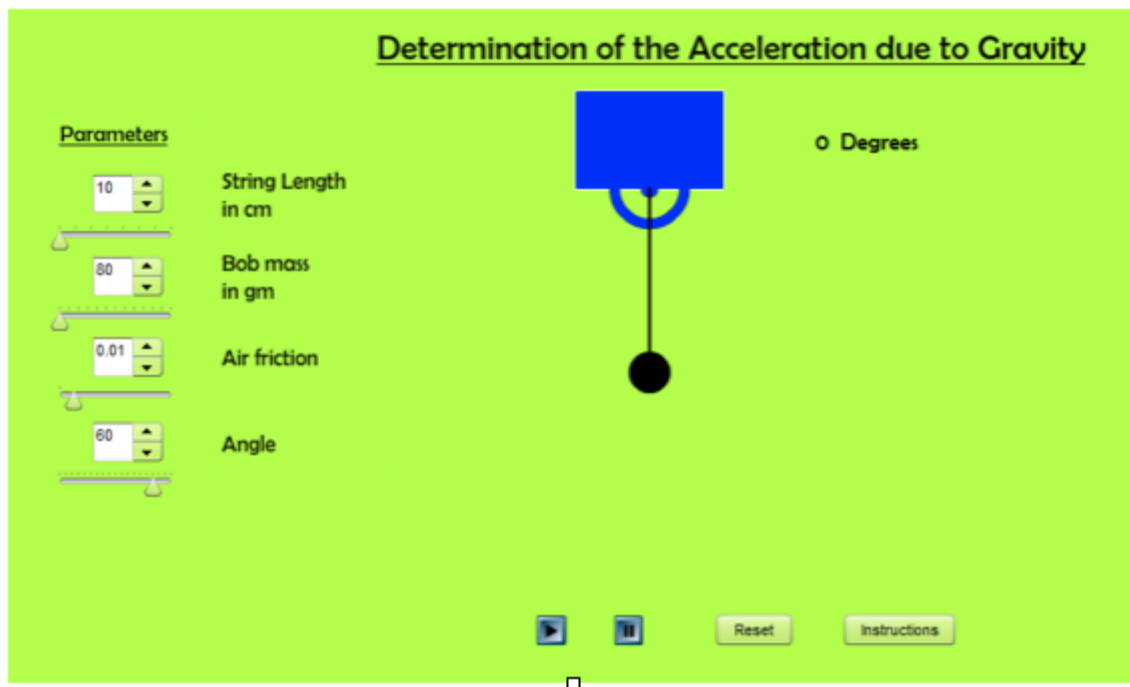 Determination of the Acceleration due to Gravity
Parameters
0 Degrees
10
String Length
in cm
80
Bob mass
in gm
0.01
Air friction
60
Angle
Reset
Instructions